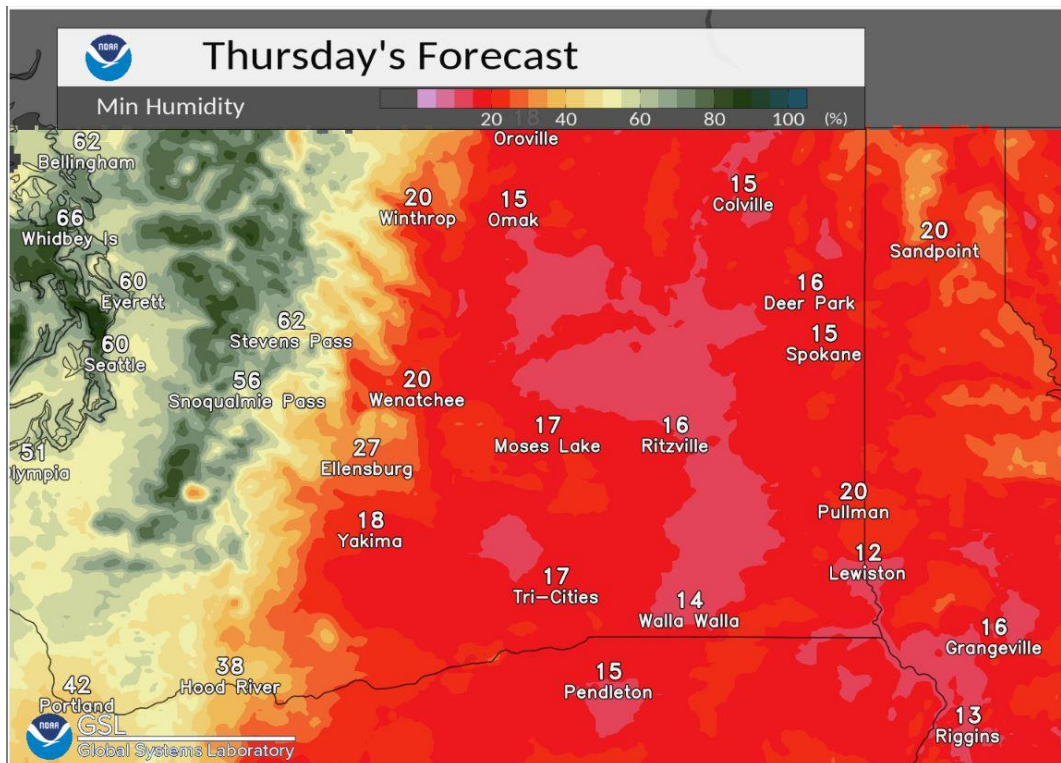 NOAA
Thursday's Forecast
Min Humidity
20 18 40 60 80 100 (%)
Oroville
62
Bellingham
20
Winthrop
15
Omak
15
Colville
66
Whidbey Is
20
Sandpoint
60
Everett
16
Deer Park
62
Stevens Pass
15
Spokane
60
Seattle
56
Snoqualmie Pass
20
Wenatchee
17
Moses Lake
16
Ritzville
51
lympia
27
Ellensburg
20
Pullman
18
Yakima
12
Lewiston
17
Tri-Cities
14
Walla Walla
16
Grangeville
38
Hood River
15
Pendleton
42
Portland
13
Riggins
NOAA
GSL
Global Systems Laboratory